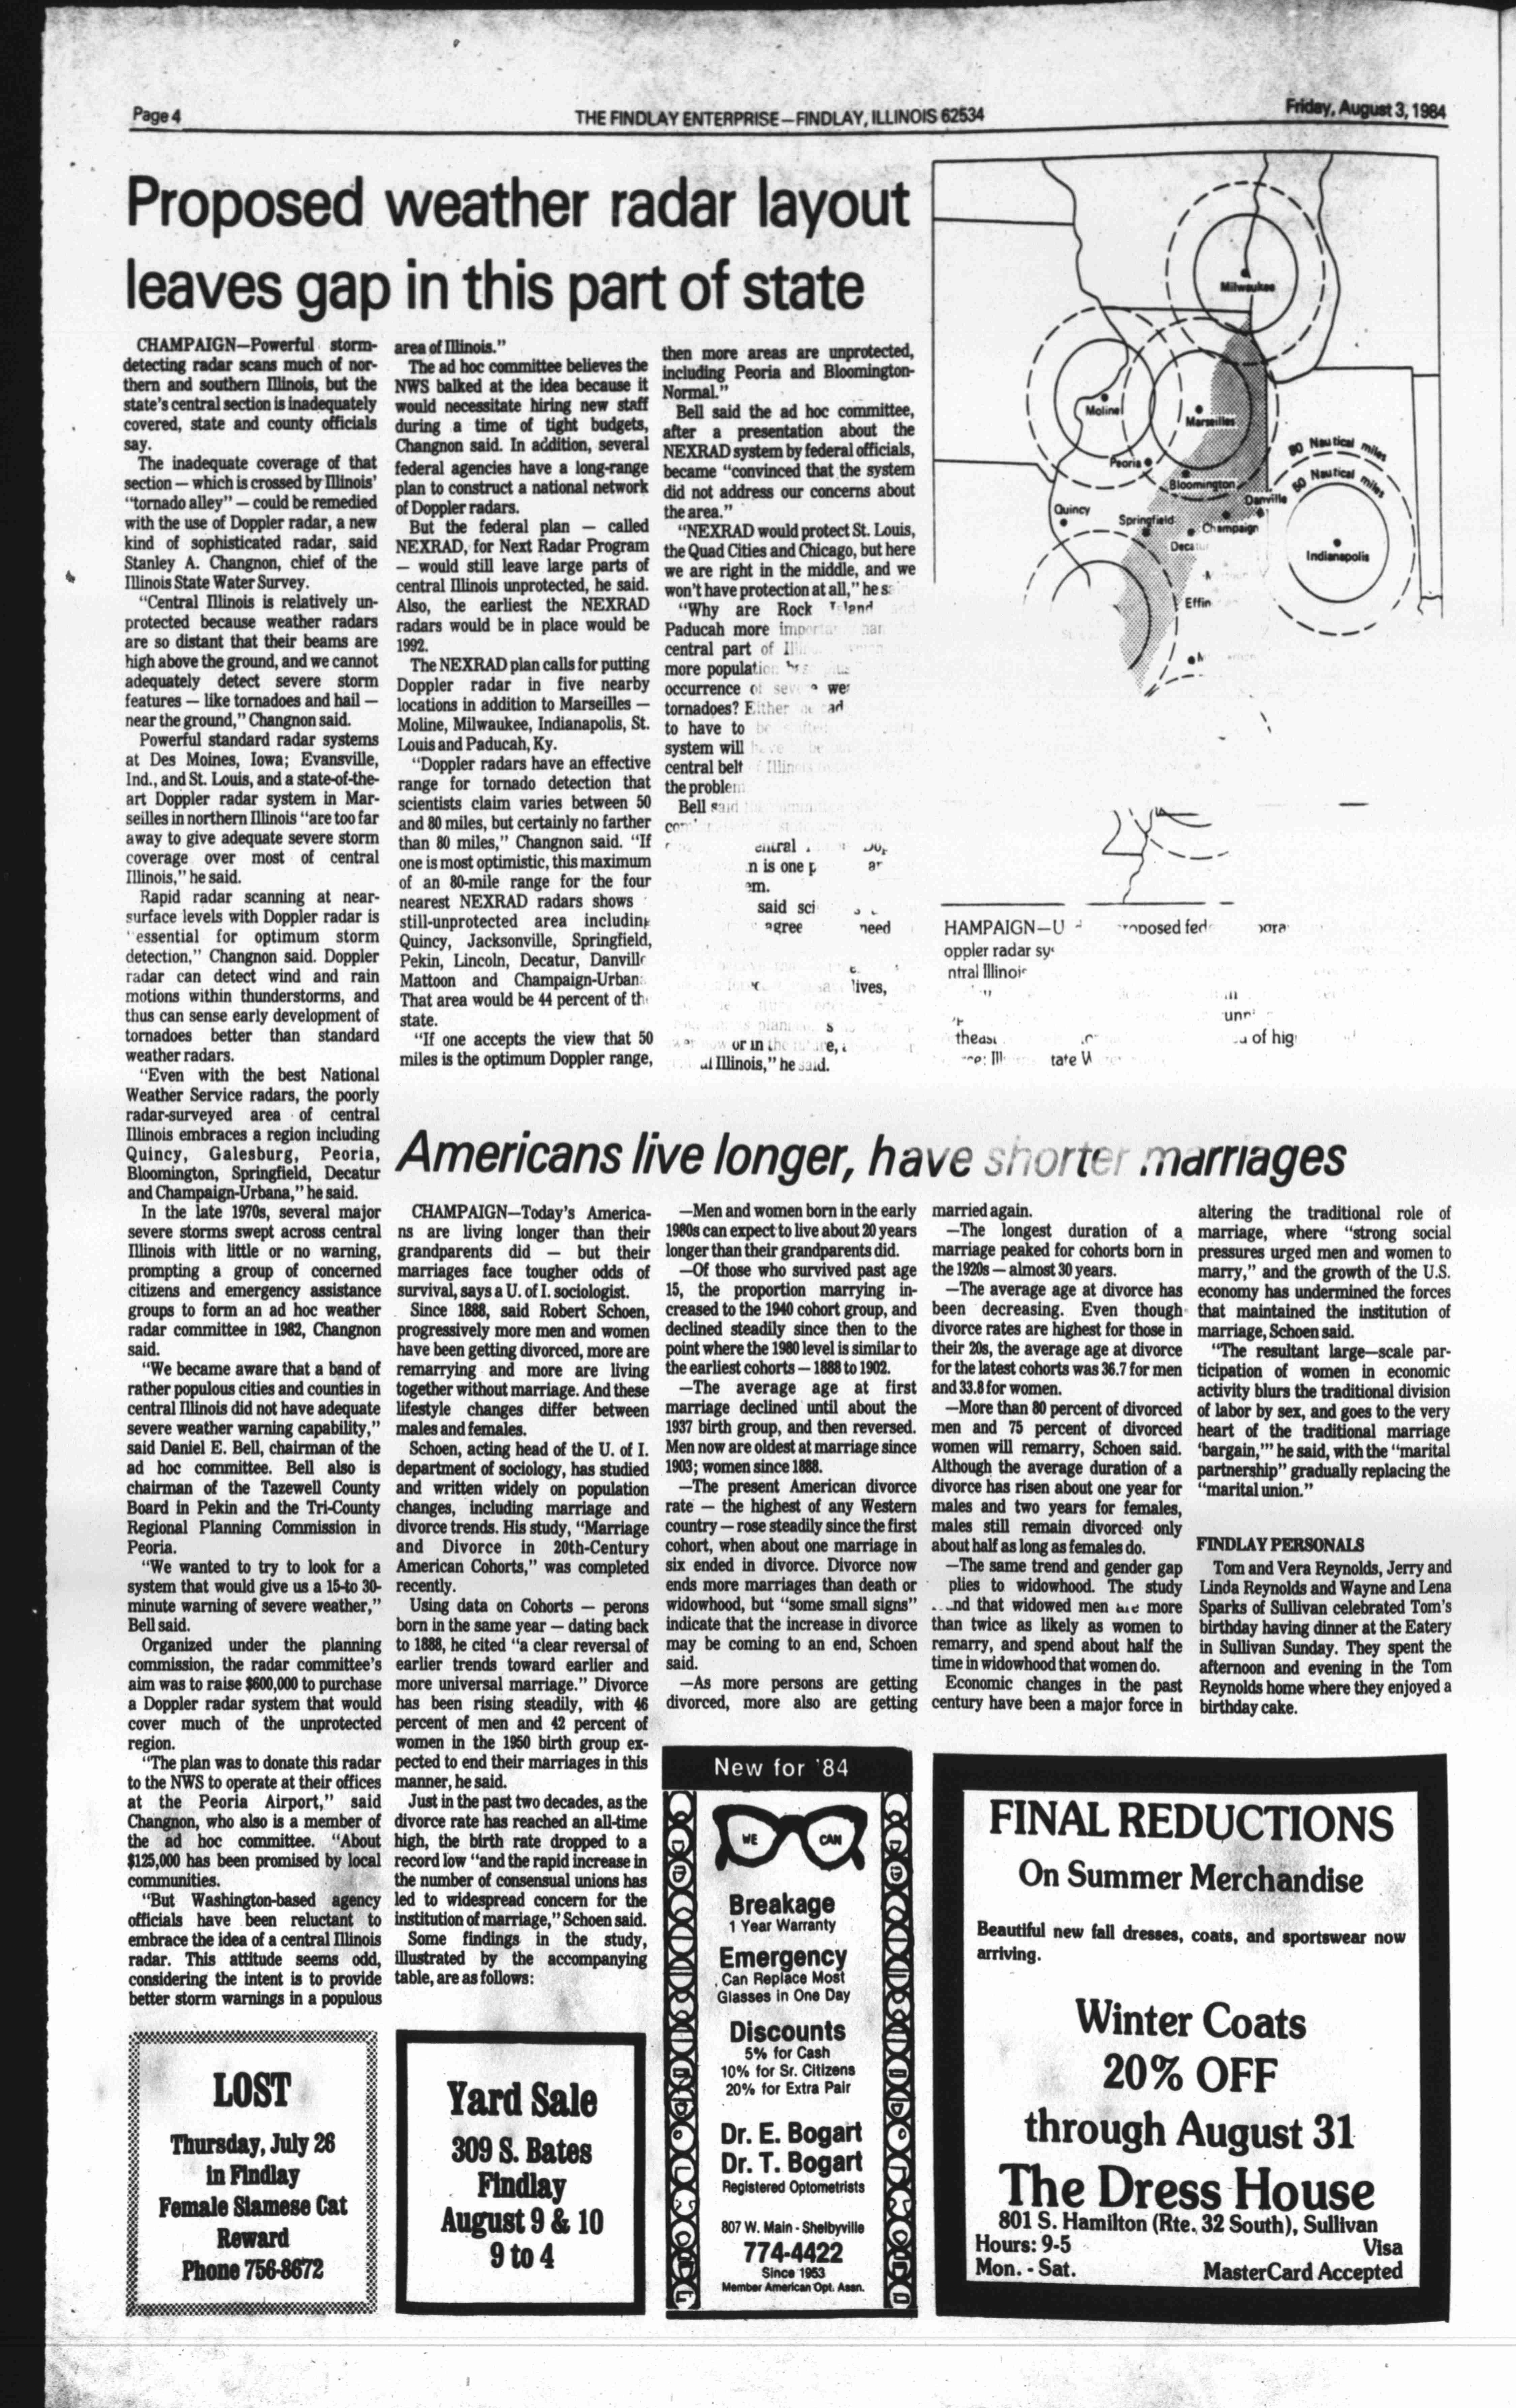 Page 4
THE FINDLAY ENTERPRISE—FINDLAY, ILLINOIS 62534
Friday, August 3, 1984
Proposed weather radar layout
leaves gap in this part of state
CHAMPAIGN—Powerful storm-
detecting radar scans much of nor-
thern and southern Illinois, but the
state's central section is inadequately
covered, state and county officials
say.
The inadequate coverage of that
section — which is crossed by Illinois'
"tornado alley" — could be remedied
with the use of Doppler radar, a new
kind of sophisticated radar, said
Stanley A. Changnon, chief of the
Illinois State Water Survey.
"Central Illinois is relatively un-
protected because weather radars
are so distant that their beams are
high above the ground, and we cannot
adequately detect severe storm
features — like tornadoes and hail —
near the ground," Changnon said.
Powerful standard radar systems
at Des Moines, Iowa; Evansville,
Ind., and St. Louis, and a state-of-the-
art Doppler radar system in Mar-
seilles in northern Illinois "are too far
away to give adequate severe storm
coverage over most of central
Illinois," he said.
Rapid radar scanning at near-
surface levels with Doppler radar is
"essential for optimum storm
detection," Changnon said. Doppler
radar can detect wind and rain
motions within thunderstorms, and
thus can sense early development of
tornadoes better than standard
weather radars.
"Even with the best National
Weather Service radars, the poorly
radar-surveyed area of central
Illinois embraces a region including
Quincy, Galesburg, Peoria,
Bloomington, Springfield, Decatur
and Champaign-Urbana," he said.
In the late 1970s, several major
severe storms swept across central
Illinois with little or no warning,
prompting a group of concerned
citizens and emergency assistance
groups to form an ad hoc weather
radar committee in 1982, Changnon
said.
"We became aware that a band of
rather populous cities and counties in
central Illinois did not have adequate
severe weather warning capability,"
said Daniel E. Bell, chairman of the
ad hoc committee. Bell also is
chairman of the Tazewell County
Board in Pekin and the Tri-County
Regional Planning Commission in
Peoria.
"We wanted to try to look for a
system that would give us a 15-to 30-
minute warning of severe weather,"
Bell said.
Organized under the planning
commission, the radar committee's
aim was to raise $600,000 to purchase
a Doppler radar system that would
cover much of the unprotected
region.
"The plan was to donate this radar
to the NWS to operate at their offices
at the Peoria Airport," said
Changnon, who also is a member of
the ad hoc committee. "About
$125,000 has been promised by local
communities.
"But Washington-based agency
officials have been reluctant to
embrace the idea of a central Illinois
radar. This attitude seems odd,
considering the intent is to provide
better storm warnings in a populous
area of Illinois."
The ad hoc committee believes the
NWS balked at the idea because it
would necessitate hiring new staff
during a time of tight budgets,
Changnon said. In addition, several
federal agencies have a long-range
plan to construct a national network
of Doppler radars.
But the federal plan — called
NEXRAD, for Next Radar Program
— would still leave large parts of
central Illinois unprotected, he said.
Also, the earliest the NEXRAD
radars would be in place would be
1992.
The NEXRAD plan calls for putting
Doppler radar in five nearby
locations in addition to Marseilles —
Moline, Milwaukee, Indianapolis, St.
Louis and Paducah, Ky.
"Doppler radars have an effective
range for tornado detection that
scientists claim varies between 50
and 80 miles, but certainly no farther
than 80 miles," Changnon said. "If
one is most optimistic, this maximum
of an 80-mile range for the four
nearest NEXRAD radars shows
still-unprotected area including
Quincy, Jacksonville, Springfield,
Pekin, Lincoln, Decatur, Danville
Mattoon and Champaign-Urbana
That area would be 44 percent of the
state.
"If one accepts the view that 50
miles is the optimum Doppler range,
then more areas are unprotected,
including Peoria and Bloomington-
Normal."
Bell said the ad hoc committee,
after a presentation about the
NEXRAD system by federal officials,
became "convinced that the system
did not address our concerns about
the area."
"NEXRAD would protect St. Louis,
the Quad Cities and Chicago, but here
we are right in the middle, and we
won't have protection at all," he
"Why are Rock Island and
Paducah more
central part of
more population
occurrence of
tornadoes? Either
to have to
system will
central belt Illinois
the problem
Bell said
is one
said
agree need
lives,
or in the
Illinois," he said.
Milwaukee
Moline
Marseilles
Peoria
Bloomington
80 Nautical miles
50 Nautical miles
Danville
Quincy
Springfield
Champaign
Decatur
Indianapolis
Effin
HAMPAIGN—U proposed
oppler radar
of
Americans live longer, have shorter marriages
CHAMPAIGN—Today's America-
ns are living longer than their
grandparents did — but their
marriages face tougher odds of
survival, says a U. of I. sociologist.
Since 1888, said Robert Schoen,
progressively more men and women
have been getting divorced, more are
remarrying and more are living
together without marriage. And these
lifestyle changes differ between
males and females.
Schoen, acting head of the U. of I.
department of sociology, has studied
and written widely on population
changes, including marriage and
divorce trends. His study, "Marriage
and Divorce in 20th-Century
American Cohorts," was completed
recently.
Using data on Cohorts — perons
born in the same year — dating back
to 1888, he cited "a clear reversal of
earlier trends toward earlier and
more universal marriage." Divorce
has been rising steadily, with 46
percent of men and 42 percent of
women in the 1950 birth group ex-
pected to end their marriages in this
manner, he said.
Just in the past two decades, as the
divorce rate has reached an all-time
high, the birth rate dropped to a
record low "and the rapid increase in
the number of consensual unions has
led to widespread concern for the
institution of marriage," Schoen said.
Some findings in the study,
illustrated by the accompanying
table, are as follows:
—Men and women born in the early
1980s can expect to live about 20 years
longer than their grandparents did.
—Of those who survived past age
15, the proportion marrying in-
creased to the 1940 cohort group, and
declined steadily since then to the
point where the 1980 level is similar to
the earliest cohorts — 1888 to 1902.
—The average age at first
marriage declined until about the
1937 birth group, and then reversed.
Men now are oldest at marriage since
1903; women since 1888.
—The present American divorce
rate — the highest of any Western
country — rose steadily since the first
cohort, when about one marriage in
six ended in divorce. Divorce now
ends more marriages than death or
widowhood, but "some small signs"
indicate that the increase in divorce
may be coming to an end, Schoen
said.
—As more persons are getting
divorced, more also are getting
married again.
—The longest duration of a
marriage peaked for cohorts born in
the 1920s — almost 30 years.
—The average age at divorce has
been decreasing. Even though
divorce rates are highest for those in
their 20s, the average age at divorce
for the latest cohorts was 36.7 for men
and 33.8 for women.
—More than 80 percent of divorced
men and 75 percent of divorced
women will remarry, Schoen said.
Although the average duration of a
divorce has risen about one year for
males and two years for females,
males still remain divorced only
about half as long as females do.
—The same trend and gender gap
plies to widowhood. The study
nd that widowed men are more
than twice as likely as women to
remarry, and spend about half the
time in widowhood that women do.
Economic changes in the past
century have been a major force in
altering the traditional role of
marriage, where "strong social
pressures urged men and women to
marry," and the growth of the U.S.
economy has undermined the forces
that maintained the institution of
marriage, Schoen said.
"The resultant large—scale par-
ticipation of women in economic
activity blurs the traditional division
of labor by sex, and goes to the very
heart of the traditional marriage
'bargain,'" he said, with the "marital
partnership" gradually replacing the
"marital union."
FINDLAY PERSONALS
Tom and Vera Reynolds, Jerry and
Linda Reynolds and Wayne and Lena
Sparks of Sullivan celebrated Tom's
birthday having dinner at the Eatery
in Sullivan Sunday. They spent the
afternoon and evening in the Tom
Reynolds home where they enjoyed a
birthday cake.
LOST
Thursday, July 26
in Findlay
Female Siamese Cat
Reward
Phone 756-8672
Yard Sale
309 S. Bates
Findlay
August 9 & 10
9 to 4
New for '84
WE CAN
Breakage
1 Year Warranty
Emergency
Can Replace Most
Glasses in One Day
Discounts
5% for Cash
10% for Sr. Citizens
20% for Extra Pair
Dr. E. Bogart
Dr. T. Bogart
Registered Optometrists
807 W. Main - Shelbyville
774-4422
Since 1953
Member American Opt. Assn.
FINAL REDUCTIONS
On Summer Merchandise
Beautiful new fall dresses, coats, and sportswear now
arriving.
Winter Coats
20% OFF
through August 31
The Dress House
801 S. Hamilton (Rte. 32 South), Sullivan
Hours: 9-5
Visa
Mon. - Sat.
MasterCard Accepted